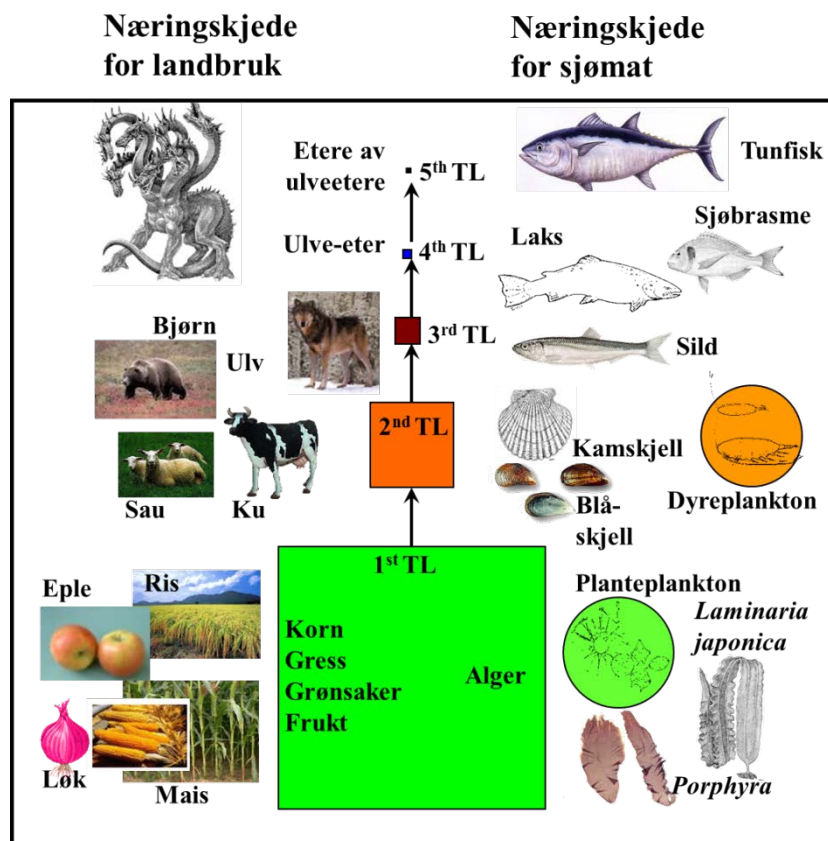 Næringskjede
for landbruk
Næringskjede
for sjømat
Etere av
ulveetere
5th TL
Tunfisk
Ulve-eter
4th TL
Laks
Sjøbrasme
Bjørn
Ulv
3rd TL
Sild
2nd TL
Kamskjell
Sau
Ku
Blå-
skjell
Dyreplankton
1st TL
Eple
Ris
Korn
Gress
Grønsaker
Frukt
Alger
Planteplankton
Laminaria
japonica
Løk
Mais
Porphyra